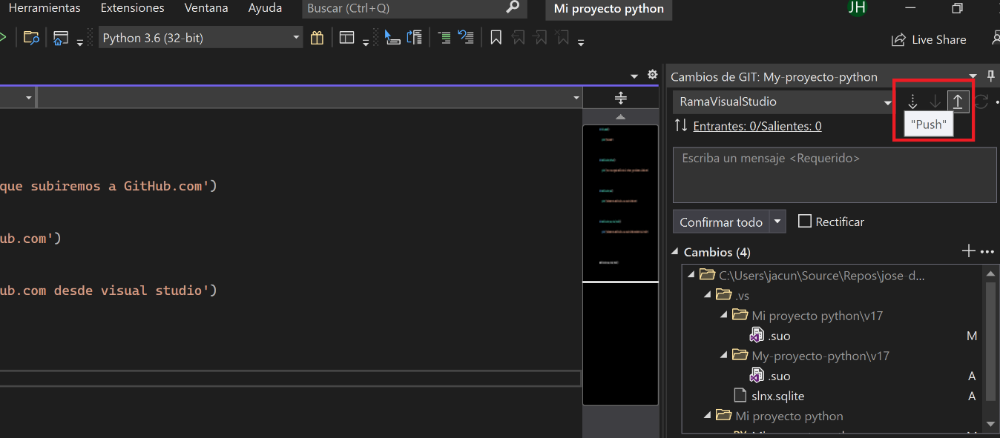 Herramientas Extensiones Ventana Ayuda Buscar (Ctrl+Q) Mi proyecto python JH
Python 3.6 (32-bit) Live Share
Cambios de GIT: My-proyecto-python
RamaVisualStudio
"Push"
Entrantes: 0/Salientes: 0
Escriba un mensaje <Requerido>
Confirmar todo Rectificar
Cambios (4)
C:\Users\jacun\Source\Repos\jose-d...
.vs
Mi proyecto python\v17
.suo M
My-proyecto-python\v17
.suo A
slnx.sqlite A
Mi proyecto python
que subiremos a GitHub.com')
ub.com')
ub.com desde visual studio')